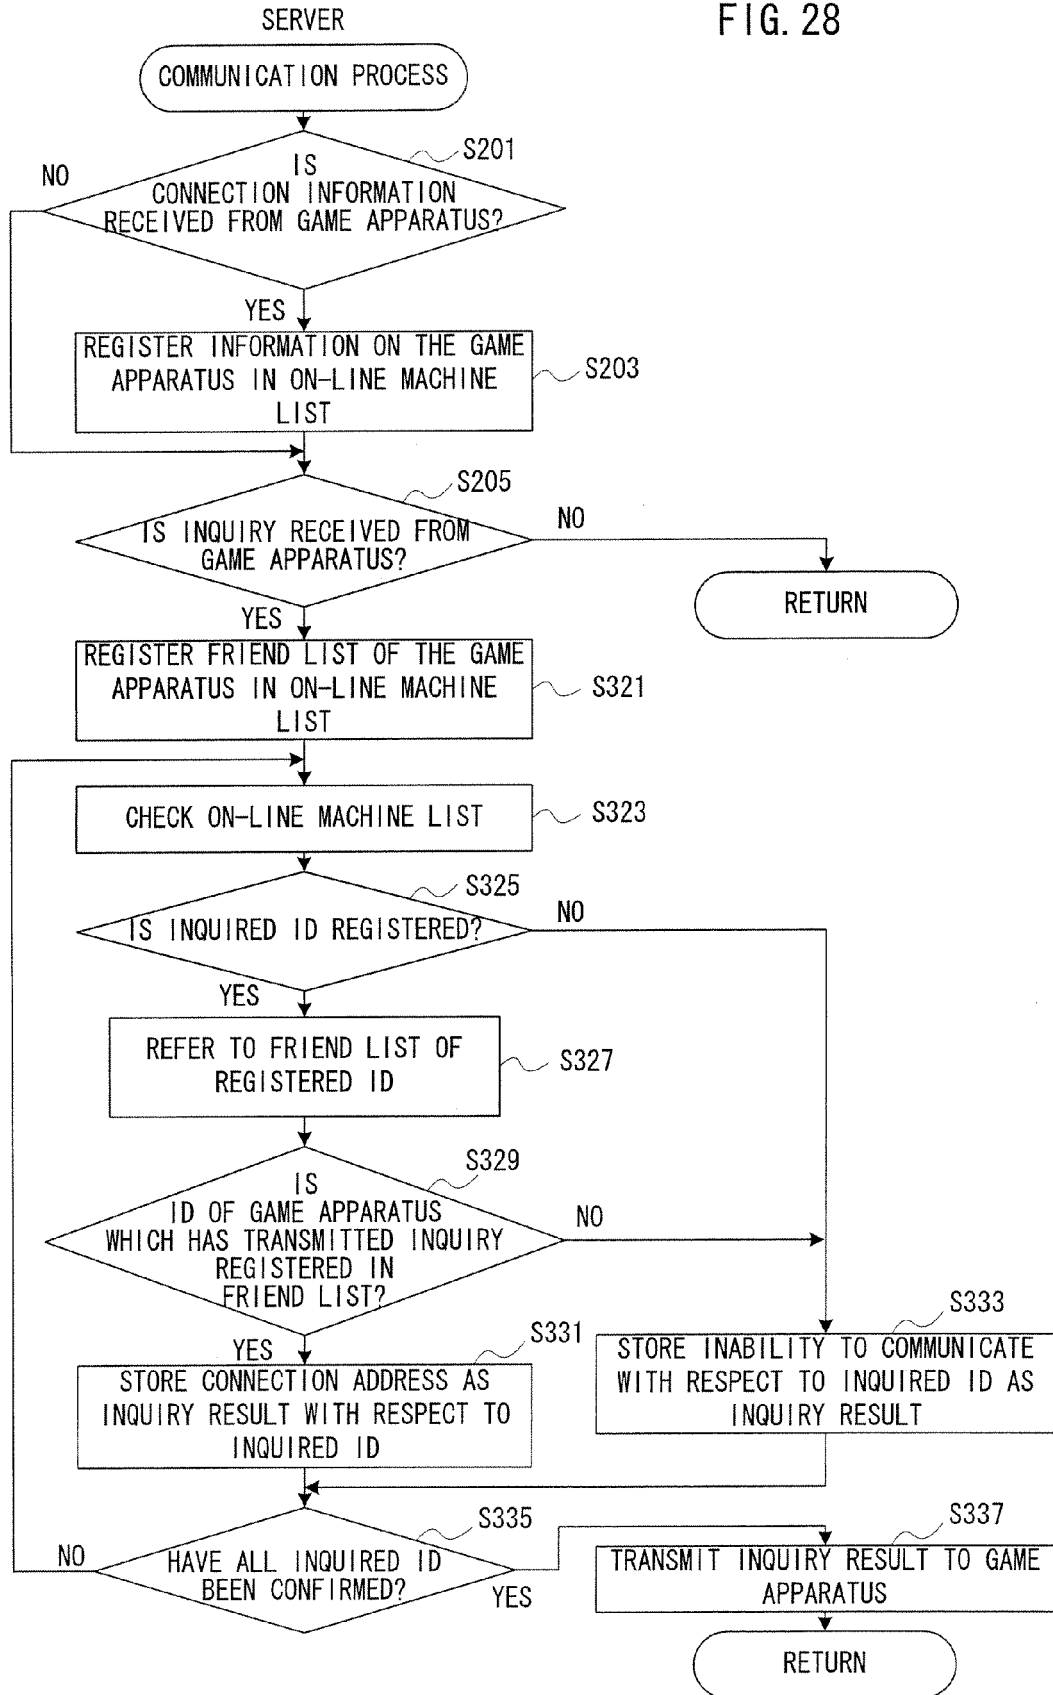 FIG. 28
SERVER
COMMUNICATION PROCESS
S201
IS
CONNECTION INFORMATION
RECEIVED FROM GAME APPARATUS?
NO
YES
REGISTER INFORMATION ON THE GAME
APPARATUS IN ON-LINE MACHINE
LIST
S203
S205
IS INQUIRY RECEIVED FROM
GAME APPARATUS?
NO
RETURN
YES
REGISTER FRIEND LIST OF THE GAME
APPARATUS IN ON-LINE MACHINE
LIST
S321
CHECK ON-LINE MACHINE LIST
S323
S325
IS INQUIRED ID REGISTERED?
NO
YES
REFER TO FRIEND LIST OF
REGISTERED ID
S327
S329
IS
ID OF GAME APPARATUS
WHICH HAS TRANSMITTED INQUIRY
REGISTERED IN
FRIEND LIST?
NO
YES
S331
STORE CONNECTION ADDRESS AS
INQUIRY RESULT WITH RESPECT TO
INQUIRED ID
S333
STORE INABILITY TO COMMUNICATE
WITH RESPECT TO INQUIRED ID AS
INQUIRY RESULT
S335
HAVE ALL INQUIRED ID
BEEN CONFIRMED?
NO
YES
S337
TRANSMIT INQUIRY RESULT TO GAME
APPARATUS
RETURN